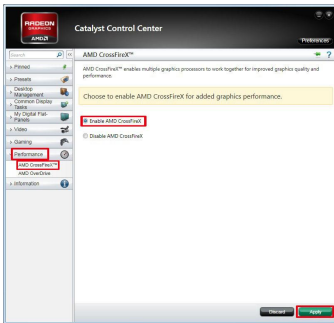 RADEON
GRAPHICS
AMD
Catalyst Control Center
Preferences
Search
AMD CrossFireX™
?
Pinned
Presets
Desktop
Management
Common Display
Tasks
My Digital Flat-
Panels
Video
Gaming
Performance
AMD CrossFireX™
AMD OverDrive
Information
AMD CrossFireX™ enables multiple graphics processors to work together for improved graphics quality and
performance.
Choose to enable AMD CrossFireX for added graphics performance.
Enable AMD CrossFireX
Disable AMD CrossFireX
Discard
Apply